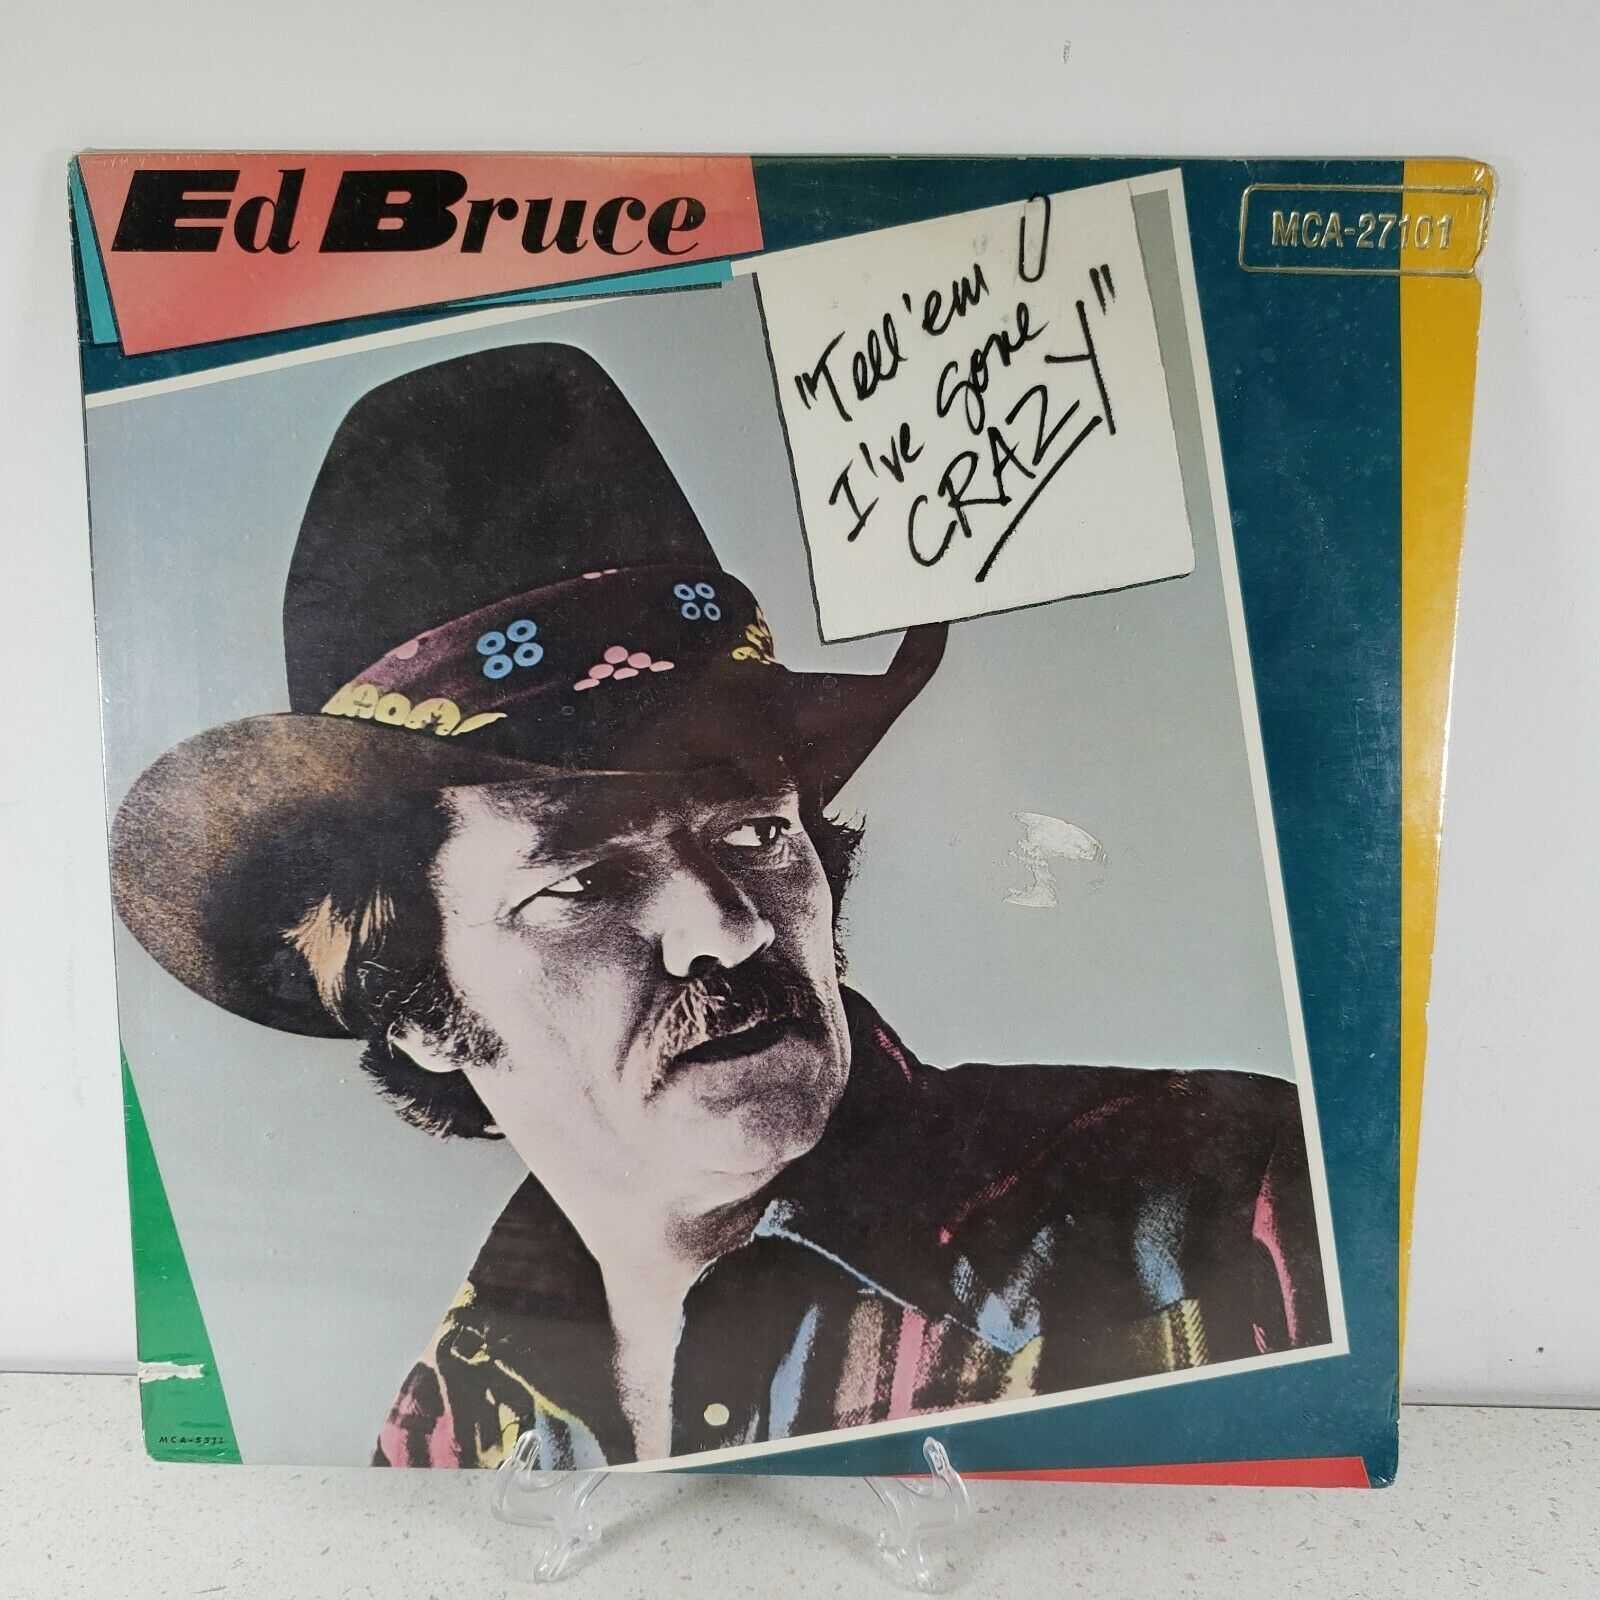 Ed Bruce
MCA-27101
"Tell 'em
I've gone
CRAZY"
MCA-5511